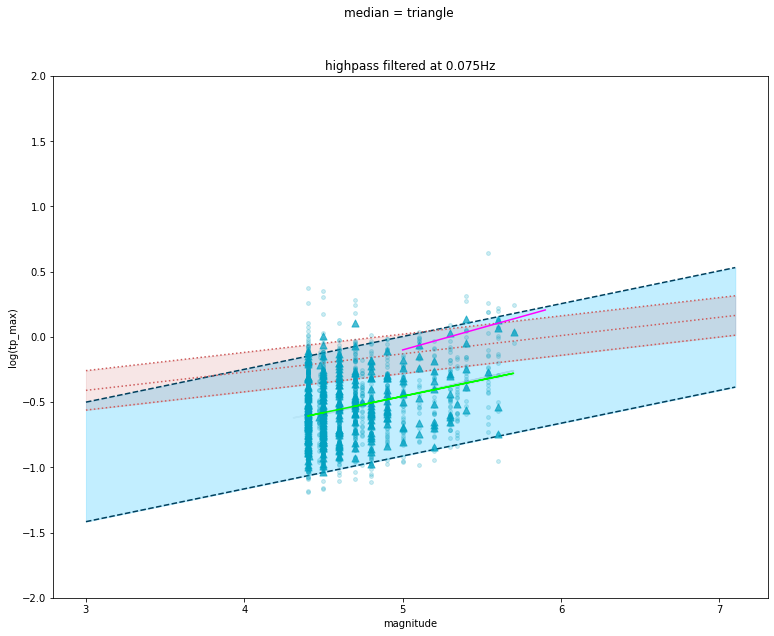 median = triangle
highpass filtered at 0.075Hz
2.0
1.5
1.0
0.5
0.0
−0.5
−1.0
−1.5
−2.0
log(tp_max)
3 4 5 6 7
magnitude